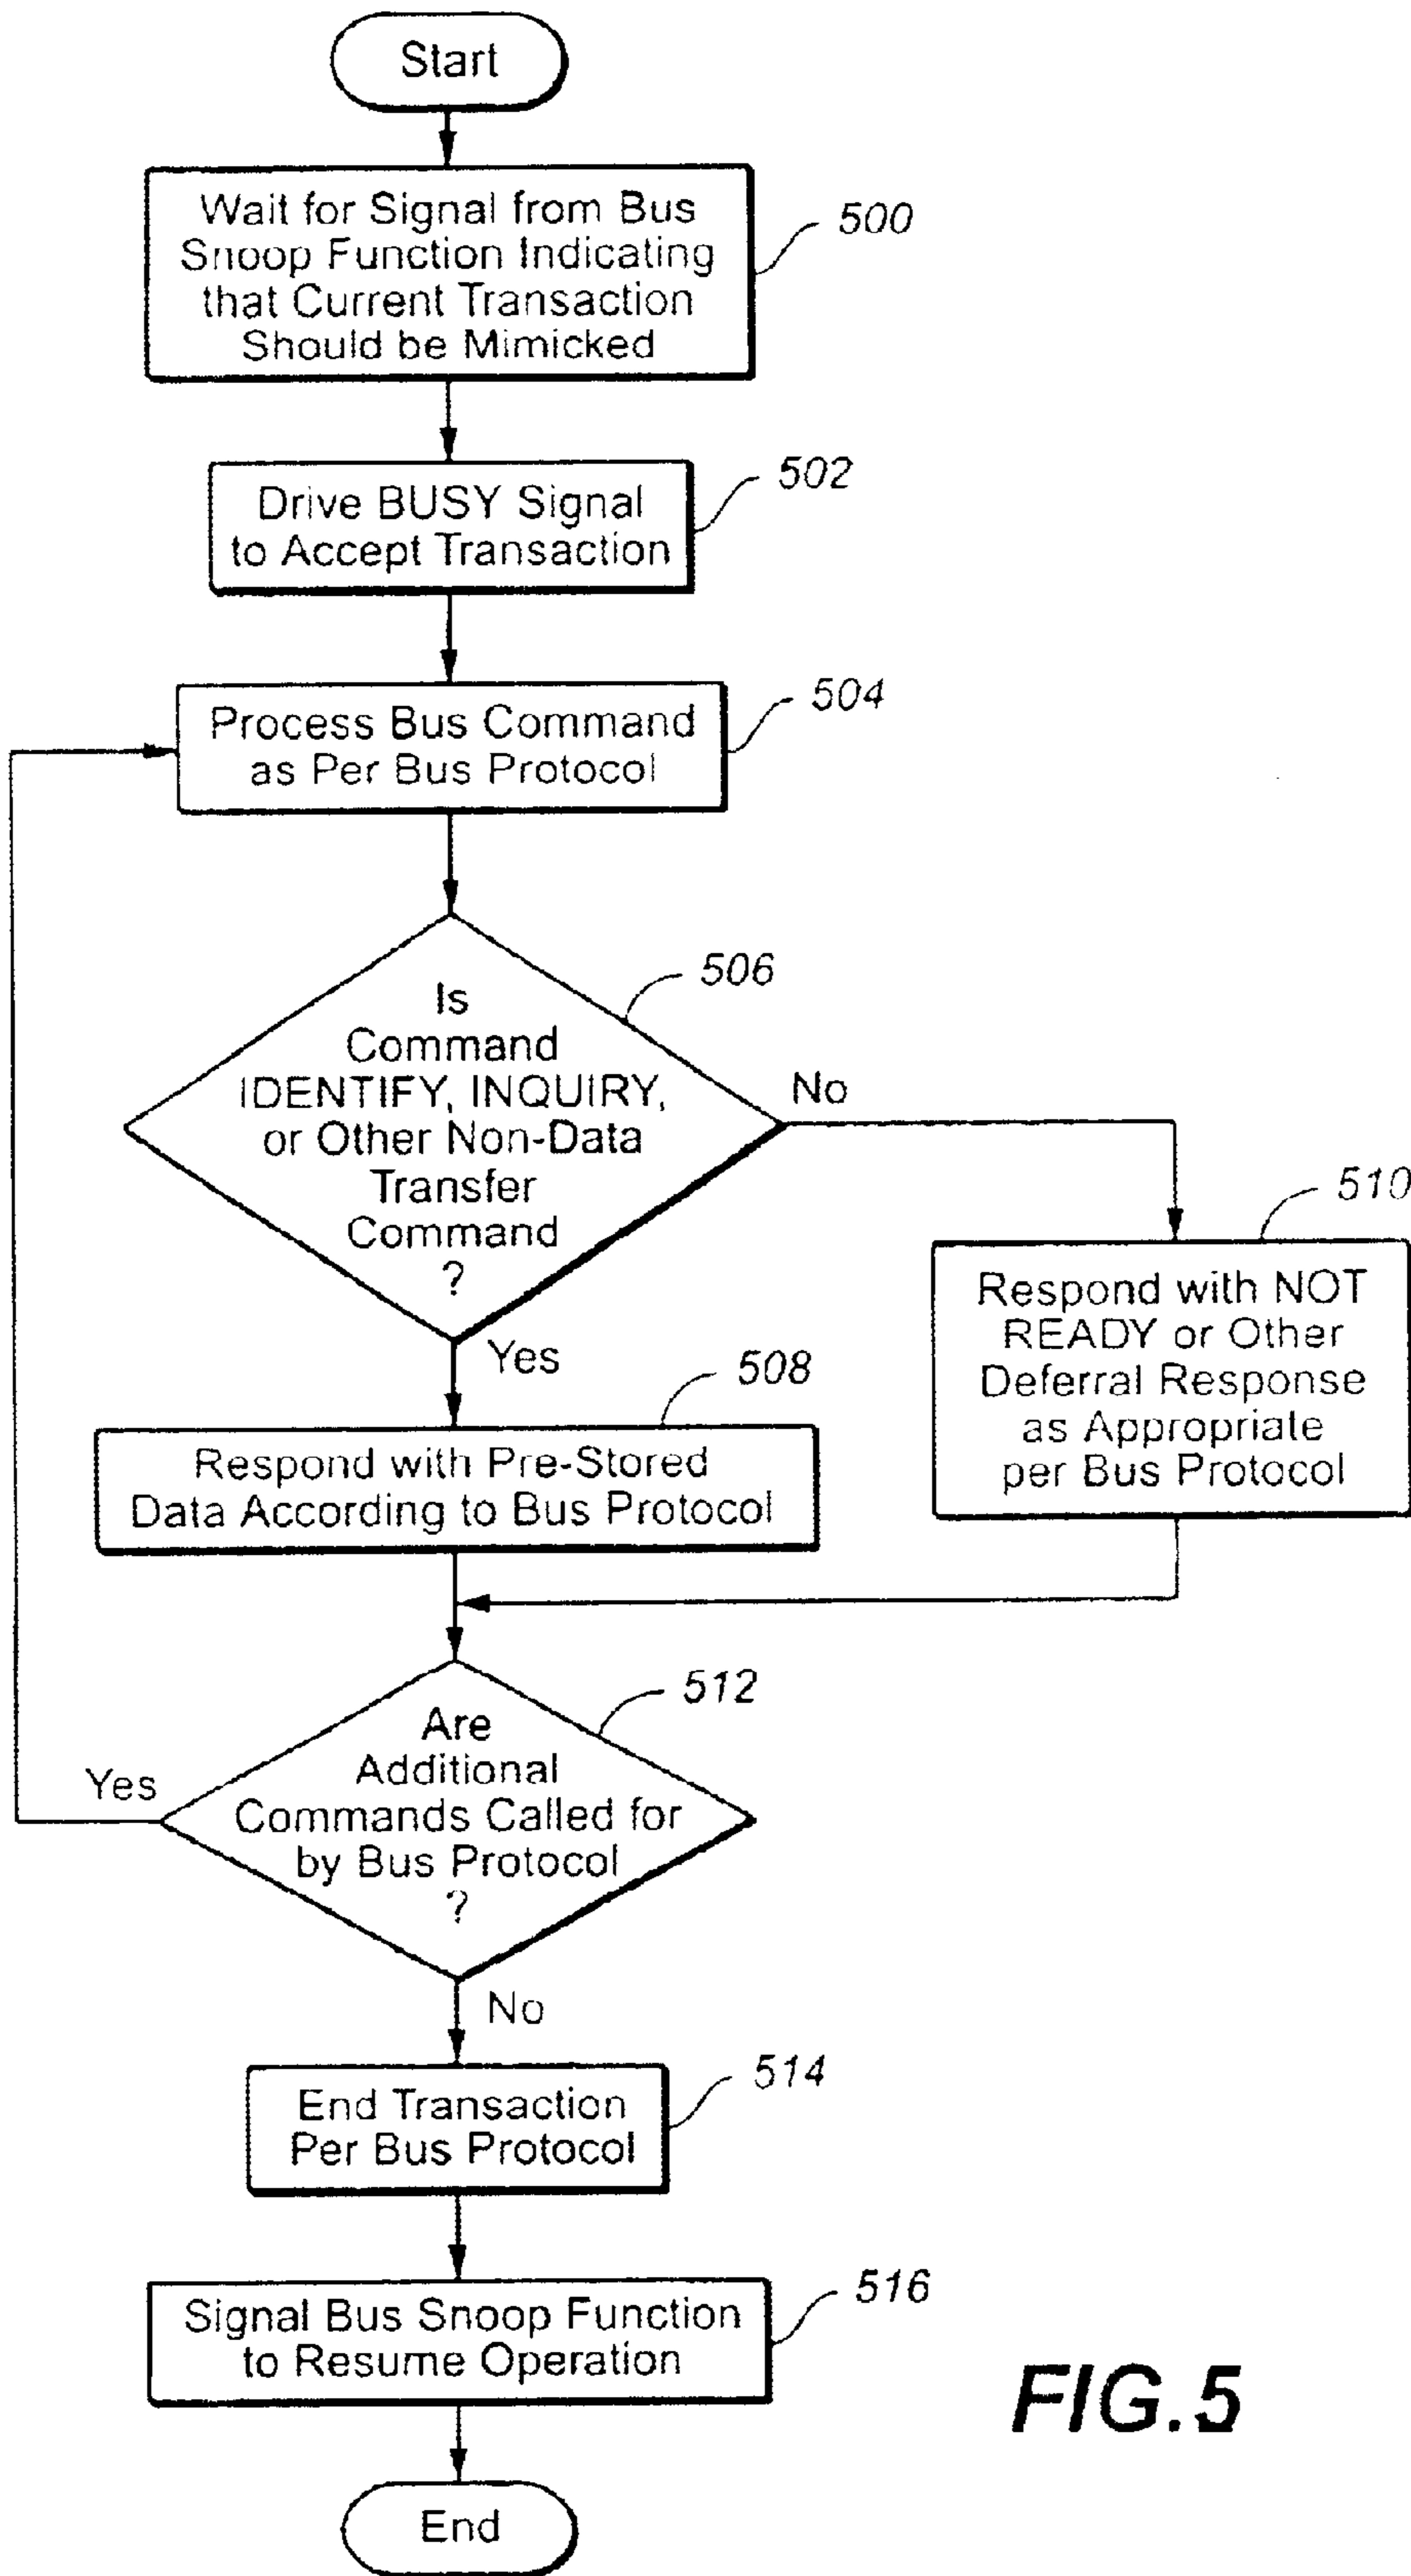 Start
Wait for Signal from Bus
Snoop Function Indicating
that Current Transaction
Should be Mimicked
500
Drive BUSY Signal
to Accept Transaction
502
Process Bus Command
as Per Bus Protocol
504
Is
Command
IDENTIFY, INQUIRY,
or Other Non-Data
Transfer
Command
?
506
No
Yes
Respond with NOT
READY or Other
Deferral Response
as Appropriate
per Bus Protocol
510
Respond with Pre-Stored
Data According to Bus Protocol
508
Are
Additional
Commands Called for
by Bus Protocol
?
512
Yes
No
End Transaction
Per Bus Protocol
514
Signal Bus Snoop Function
to Resume Operation
516
End
FIG.5